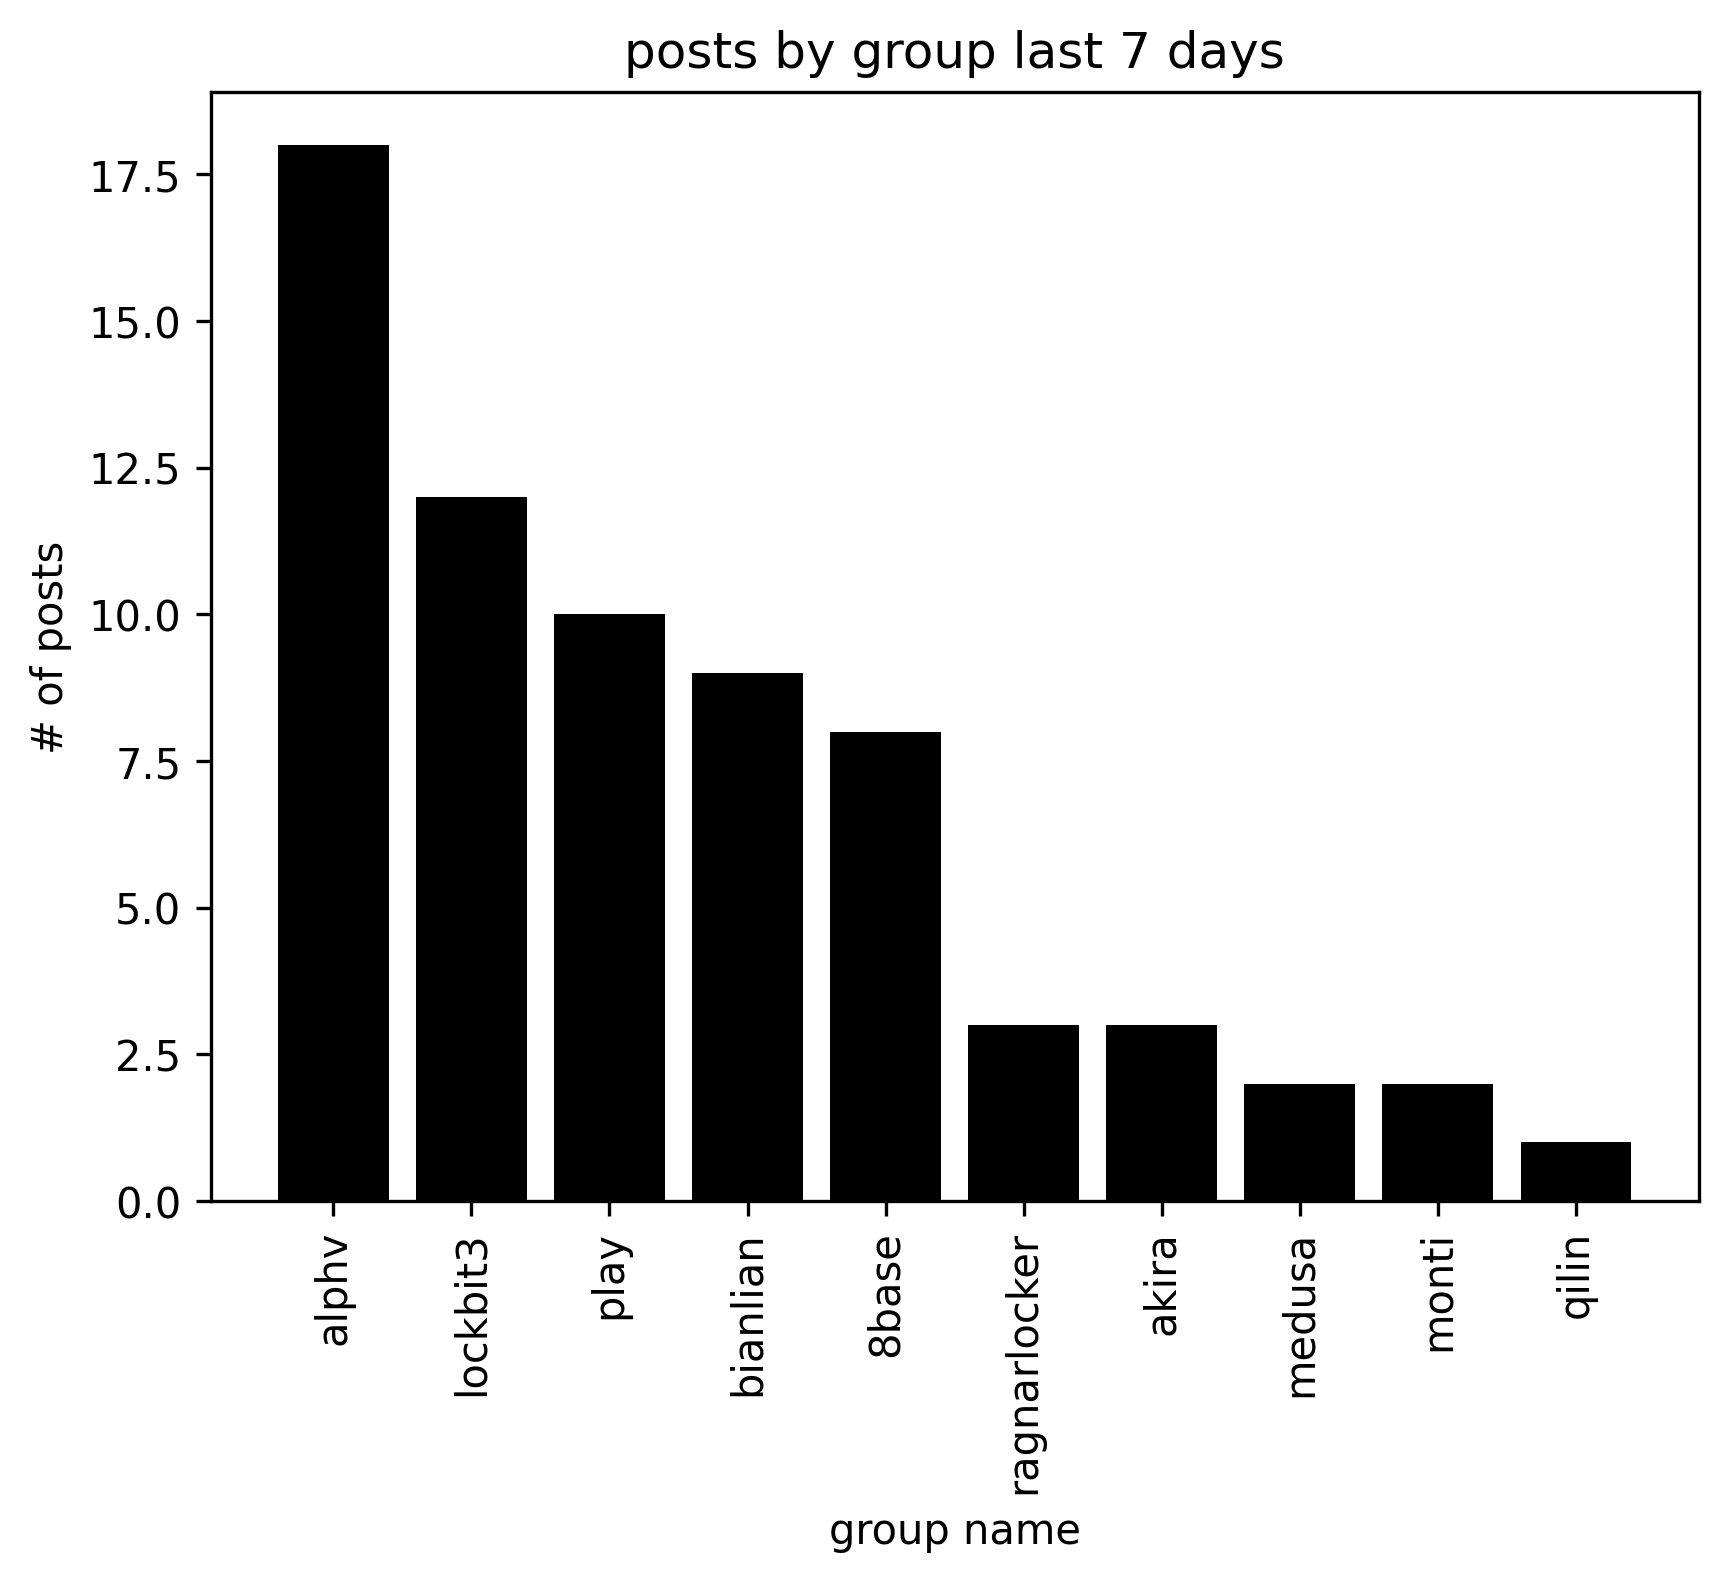 posts by group last 7 days
# of posts
17.5
15.0
12.5
10.0
7.5
5.0
2.5
0.0
alphv
lockbit3
play
bianlian
8base
ragnarlocker
akira
medusa
monti
qilin
group name